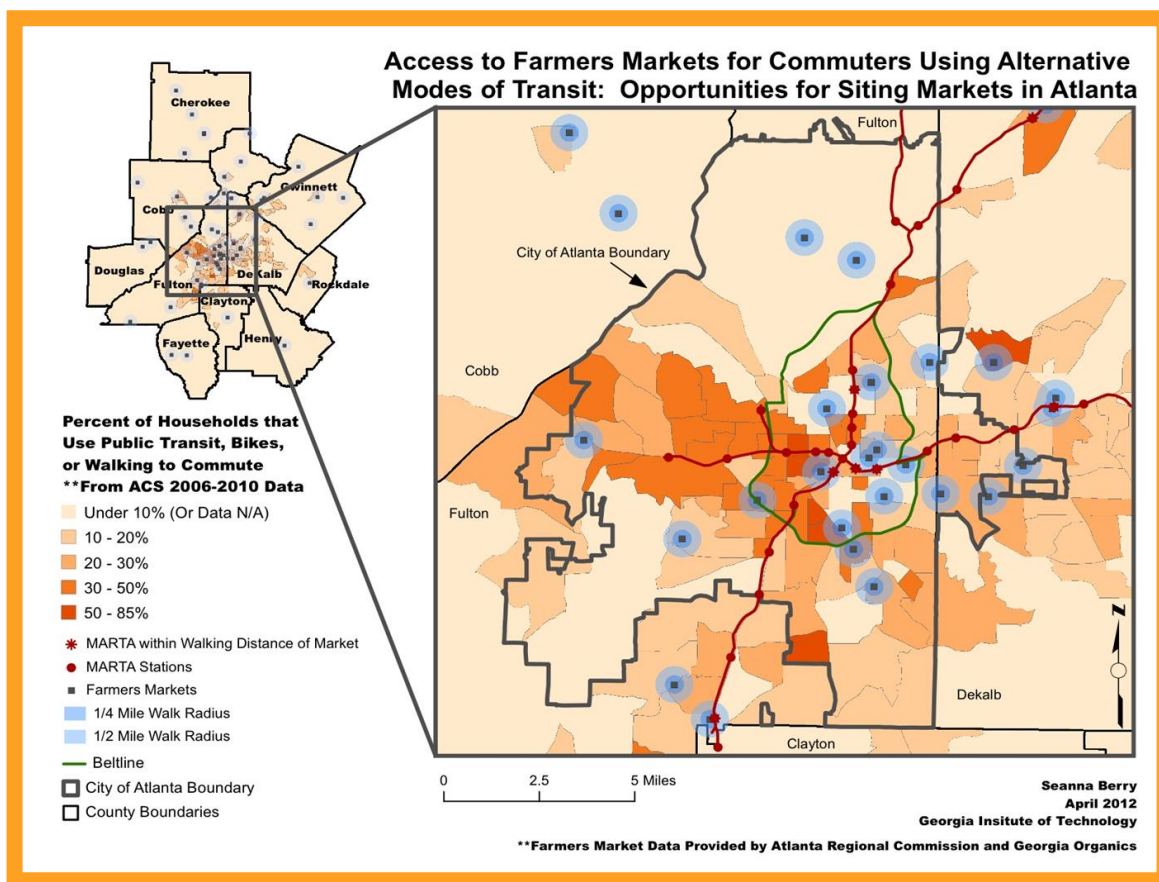 Access to Farmers Markets for Commuters Using Alternative
Modes of Transit: Opportunities for Siting Markets in Atlanta
Cherokee
Gwinnett
Cobb
Douglas
Fulton
DeKalb
Rockdale
Clayton
Fayette
Henry
Fulton
City of Atlanta Boundary
Cobb
Fulton
Dekalb
Clayton
Percent of Households that
Use Public Transit, Bikes,
or Walking to Commute
**From ACS 2006-2010 Data
Under 10% (Or Data N/A)
10 - 20%
20 - 30%
30 - 50%
50 - 85%
MARTA within Walking Distance of Market
MARTA Stations
Farmers Markets
1/4 Mile Walk Radius
1/2 Mile Walk Radius
Beltline
City of Atlanta Boundary
County Boundaries
0 2.5 5 Miles
N
Seanna Berry
April 2012
Georgia Insitute of Technology
**Farmers Market Data Provided by Atlanta Regional Commission and Georgia Organics